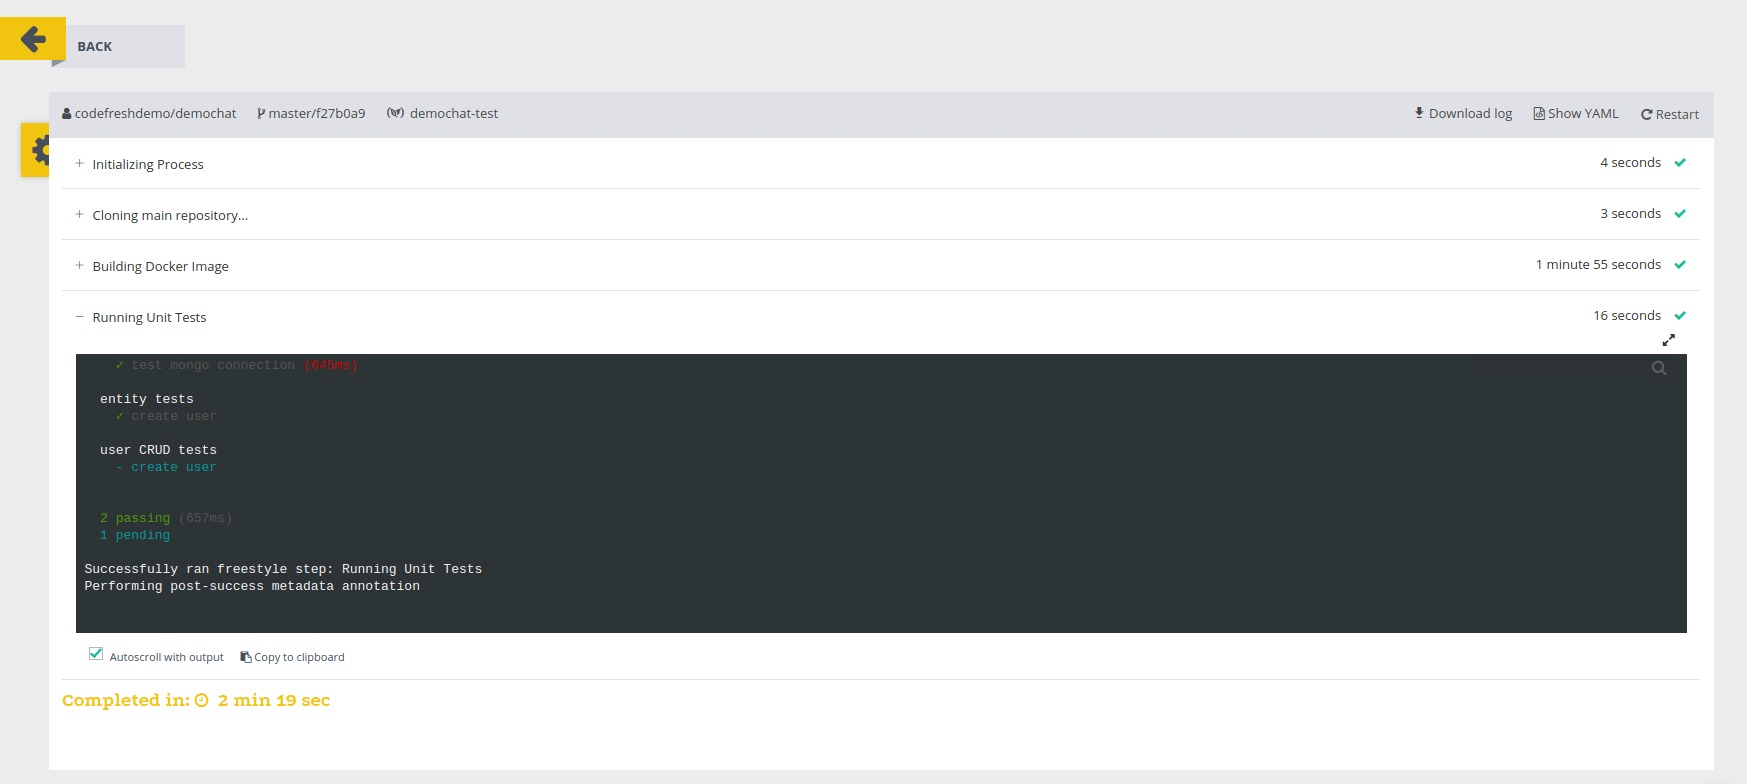 BACK
codefreshdemo/demochat master/f27b0a9 demochat-test Download log Show YAML Restart
+ Initializing Process 4 seconds ✓
+ Cloning main repository... 3 seconds ✓
+ Building Docker Image 1 minute 55 seconds ✓
− Running Unit Tests 16 seconds ✓
✓ test mongo connection (645ms)
entity tests
✓ create user
user CRUD tests
- create user
2 passing (657ms)
1 pending
Successfully ran freestyle step: Running Unit Tests
Performing post-success metadata annotation
Autoscroll with output Copy to clipboard
Completed in: 2 min 19 sec